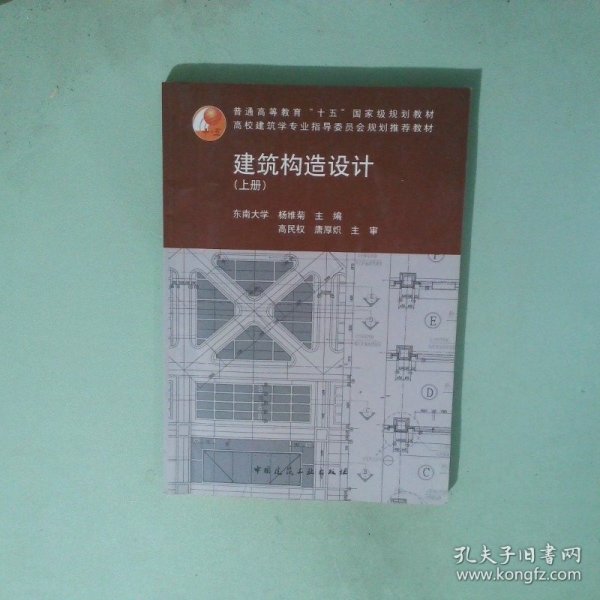 普通高等教育“十五”国家级规划教材
高校建筑学专业指导委员会规划推荐教材
建筑构造设计
(上册)
东南大学 杨维菊 主 编
高民权 唐厚炽 主 审
E
D
C
中国建筑工业出版社
孔夫子旧书网
www.kongfz.com